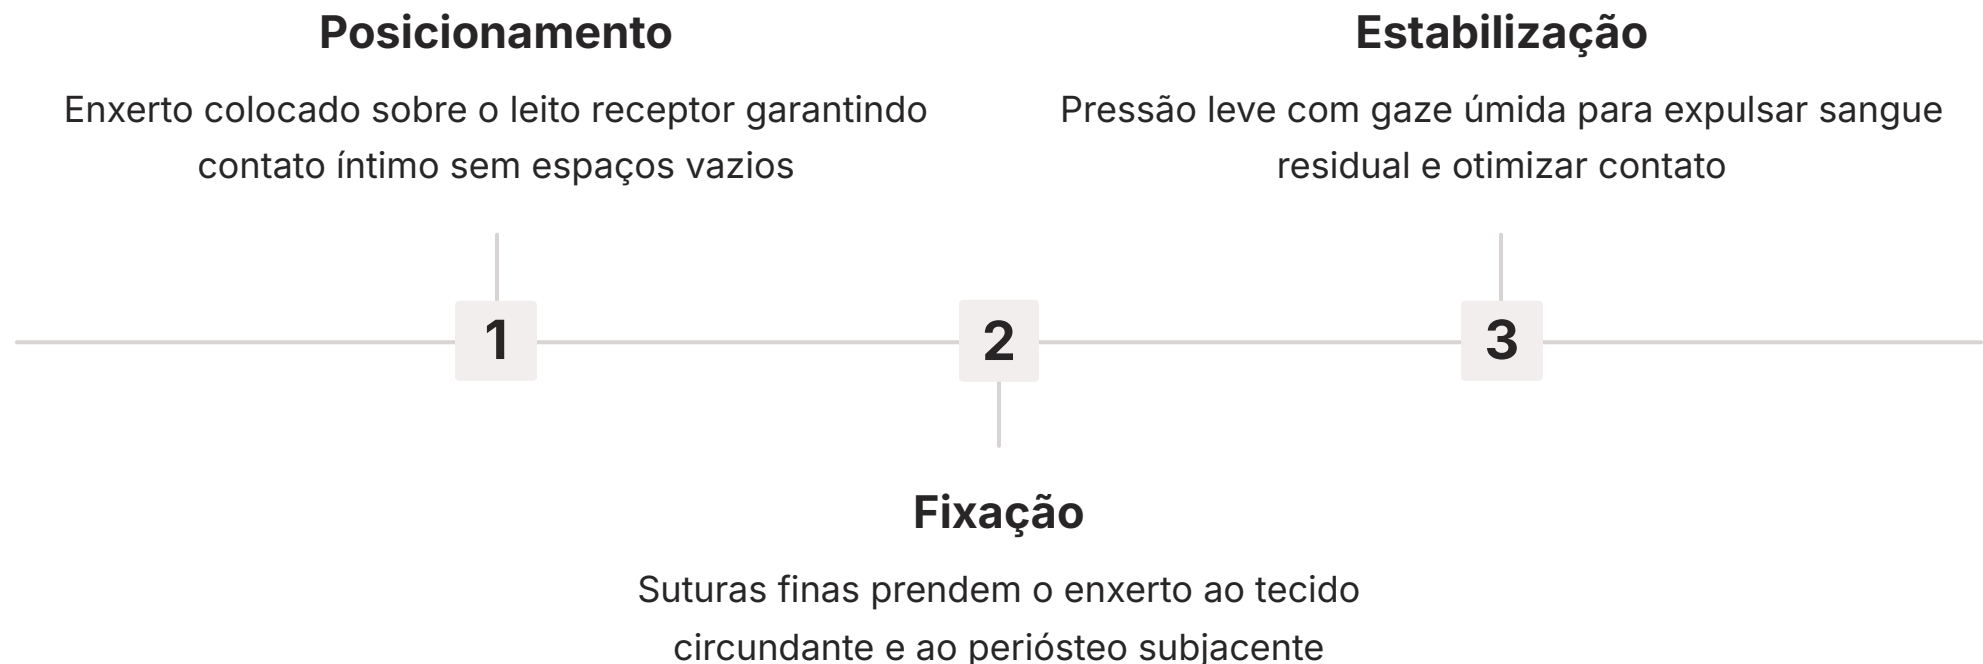 Posicionamento
Enxerto colocado sobre o leito receptor garantindo
contato íntimo sem espaços vazios
1
2
Fixação
Suturas finas prendem o enxerto ao tecido
circundante e ao periósteo subjacente
3
Estabilização
Pressão leve com gaze úmida para expulsar sangue
residual e otimizar contato